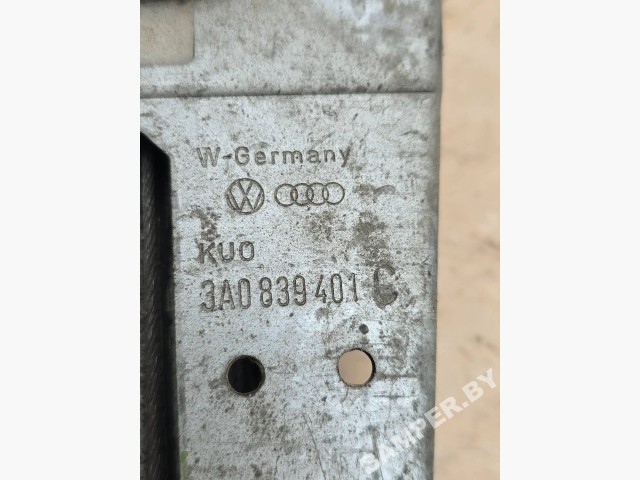 W-Germany
KUO
3A0 839 401 C
SAMPER.BY